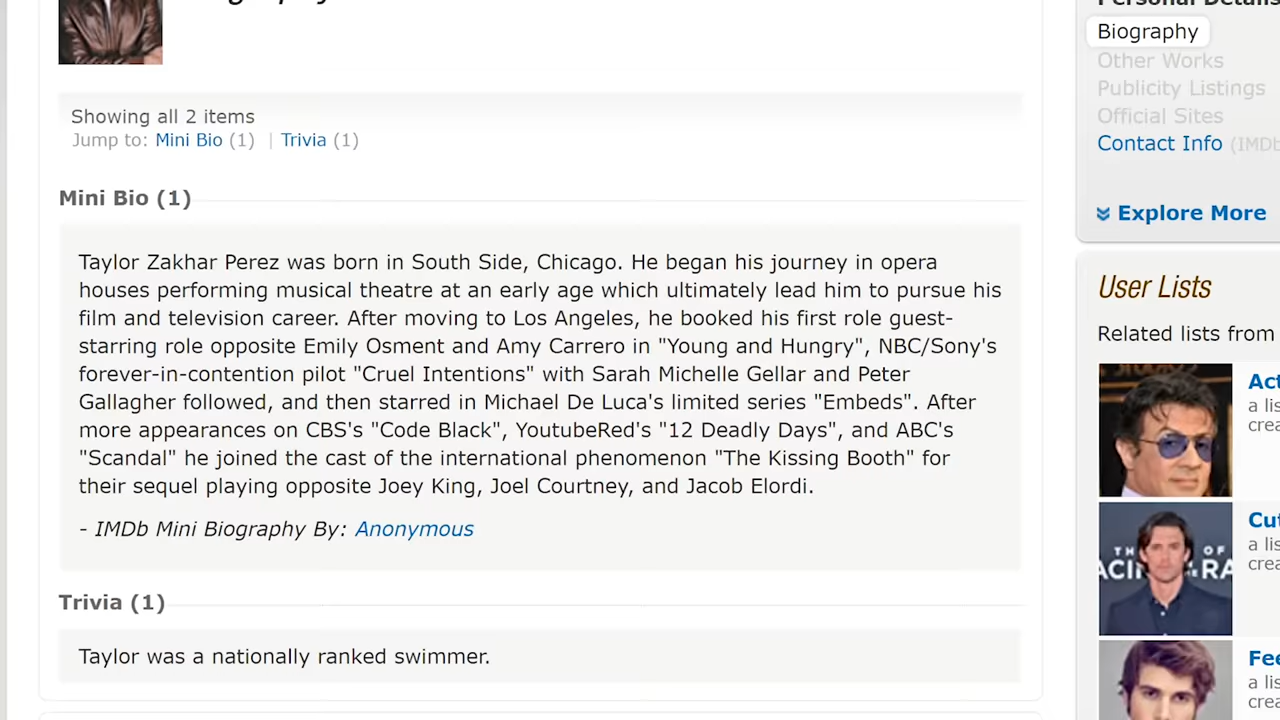 Biography
Other Works
Publicity Listings
Official Sites
Contact Info (IMDb
Explore More
Showing all 2 items
Jump to: Mini Bio (1) | Trivia (1)
Mini Bio (1)
Taylor Zakhar Perez was born in South Side, Chicago. He began his journey in opera
houses performing musical theatre at an early age which ultimately lead him to pursue his
film and television career. After moving to Los Angeles, he booked his first role guest-
starring role opposite Emily Osment and Amy Carrero in "Young and Hungry", NBC/Sony's
forever-in-contention pilot "Cruel Intentions" with Sarah Michelle Gellar and Peter
Gallagher followed, and then starred in Michael De Luca's limited series "Embeds". After
more appearances on CBS's "Code Black", YoutubeRed's "12 Deadly Days", and ABC's
"Scandal" he joined the cast of the international phenomenon "The Kissing Booth" for
their sequel playing opposite Joey King, Joel Courtney, and Jacob Elordi.
- IMDb Mini Biography By: Anonymous
Trivia (1)
Taylor was a nationally ranked swimmer.
User Lists
Related lists from
a lis
crea
a lis
crea
a lis
crea